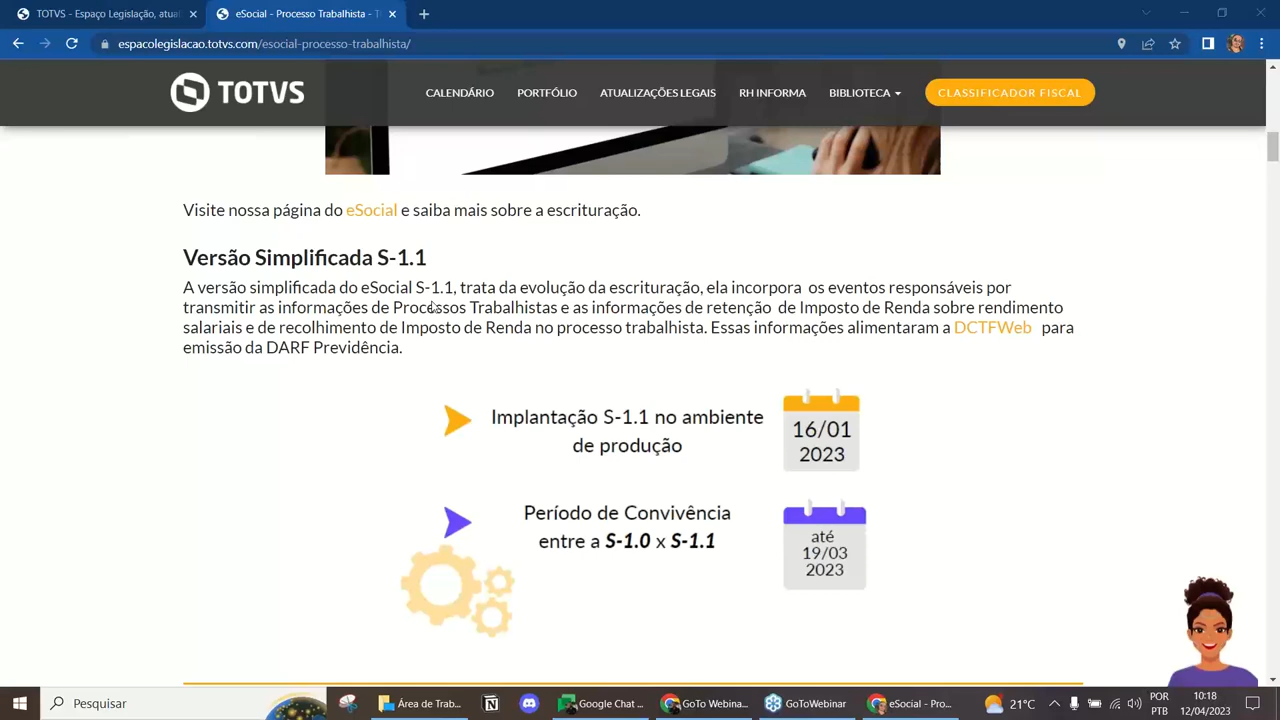 TOTVS - Espaço Legislação, atual
eSocial - Processo Trabalhista - T
espacolegislacao.totvs.com/esocial-processo-trabalhista/
TOTVS
CALENDÁRIO
PORTFÓLIO
ATUALIZAÇÕES LEGAIS
RH INFORMA
BIBLIOTECA
CLASSIFICADOR FISCAL
Visite nossa página do eSocial e saiba mais sobre a escrituração.
Versão Simplificada S-1.1
A versão simplificada do eSocial S-1.1, trata da evolução da escrituração, ela incorpora os eventos responsáveis por
transmitir as informações de Processos Trabalhistas e as informações de retenção de Imposto de Renda sobre rendimento
salariais e de recolhimento de Imposto de Renda no processo trabalhista. Essas informações alimentaram a DCTFWeb para
emissão da DARF Previdência.
Implantação S-1.1 no ambiente
de produção
16/01
2023
Período de Convivência
entre a S-1.0 x S-1.1
até
19/03
2023
Pesquisar
Área de Trab...
Google Chat ...
GoTo Webina...
GoToWebinar
eSocial - Pro...
21°C
POR
PTB
10:18
12/04/2023